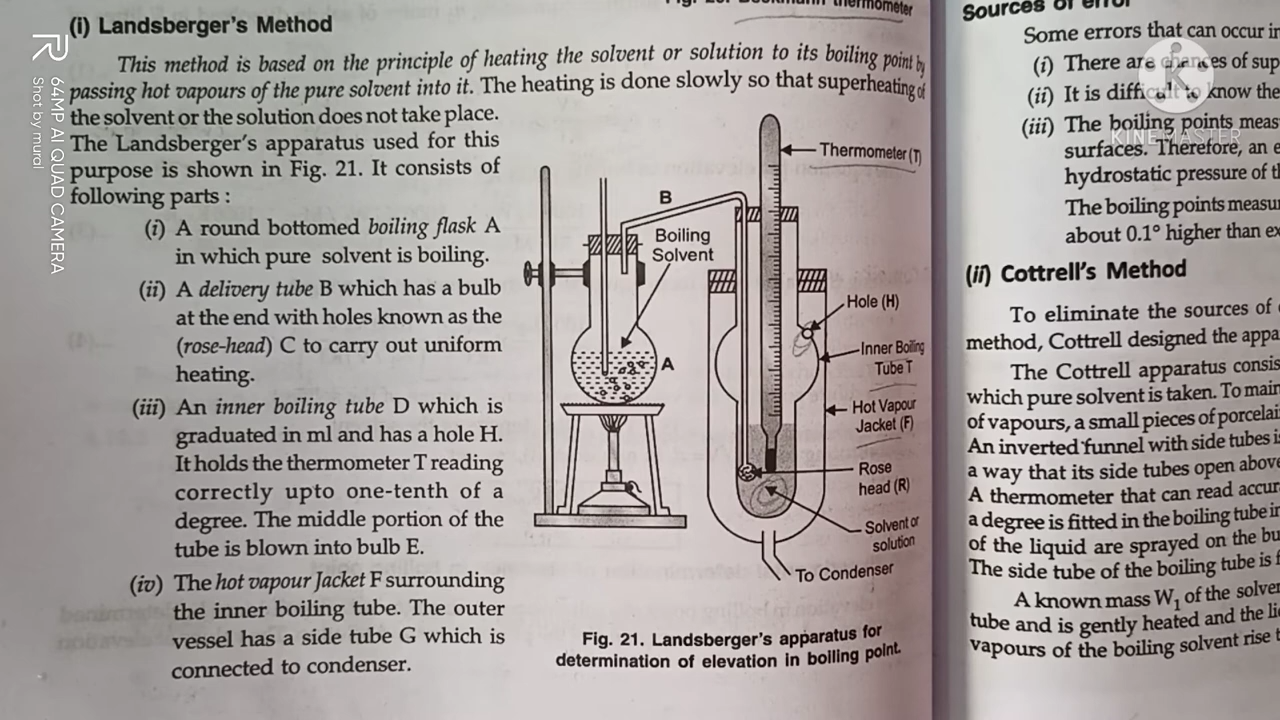 thermometer
(i) Landsberger's Method
This method is based on the principle of heating the solvent or solution to its boiling point by
passing hot vapours of the pure solvent into it. The heating is done slowly so that superheating of
the solvent or the solution does not take place.
The Landsberger's apparatus used for this
purpose is shown in Fig. 21. It consists of
following parts :
(i) A round bottomed boiling flask A
in which pure solvent is boiling.
(ii) A delivery tube B which has a bulb
at the end with holes known as the
(rose-head) C to carry out uniform
heating.
(iii) An inner boiling tube D which is
graduated in ml and has a hole H.
It holds the thermometer T reading
correctly upto one-tenth of a
degree. The middle portion of the
tube is blown into bulb E.
(iv) The hot vapour Jacket F surrounding
the inner boiling tube. The outer
vessel has a side tube G which is
connected to condenser.
Thermometer (T)
B
Boiling
Solvent
A
Hole (H)
Inner Boiling
Tube T
Hot Vapour
Jacket (F)
Rose
head (R)
Solvent or
solution
To Condenser
Fig. 21. Landsberger's apparatus for
determination of elevation in boiling point.
Sources of error
Some errors that can occur in
(i) There are chances of sup
(ii) It is difficult to know the
(iii) The boiling points meas
surfaces. Therefore, an e
hydrostatic pressure of th
The boiling points measu
about 0.1° higher than ex
(ii) Cottrell's Method
To eliminate the sources of
method, Cottrell designed the appa
The Cottrell apparatus consis
which pure solvent is taken. To main
of vapours, a small pieces of porcelai
An inverted funnel with side tubes is
a way that its side tubes open above
A thermometer that can read accur
a degree is fitted in the boiling tube in
of the liquid are sprayed on the bu
The side tube of the boiling tube is
A known mass W1 of the solve
tube and is gently heated and the li
vapours of the boiling solvent rise t
64MP AI QUAD CAMERA
Shot by mural
K
KINEMASTER